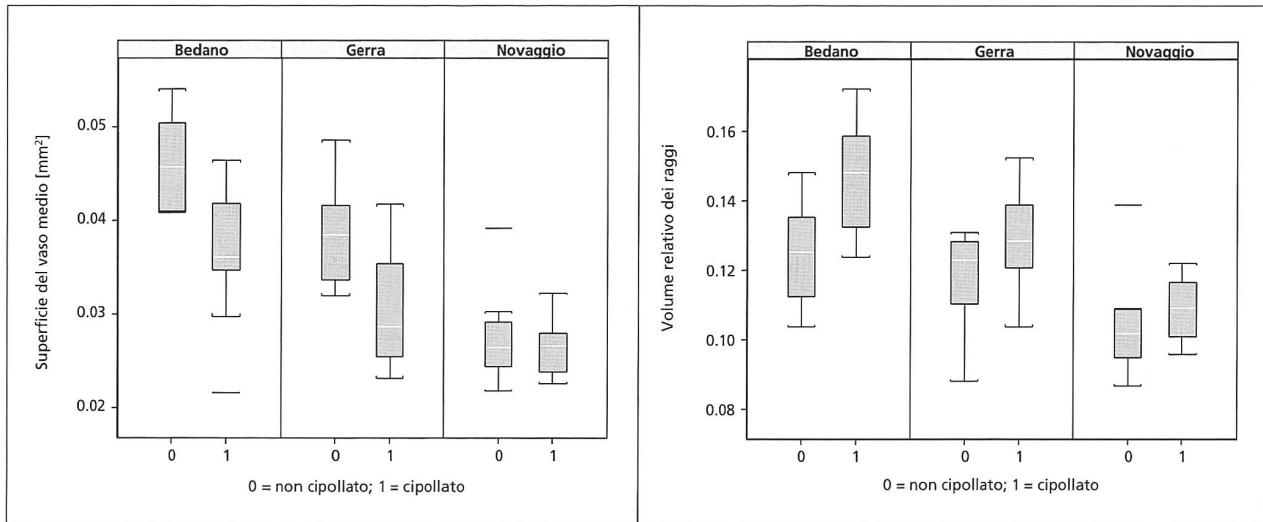 Bedano Gerra Novaggio
Superficie del vaso medio [mm²]
0.05
0.04
0.03
0.02
0 1 0 1 0 1
0 = non cipollato; 1 = cipollato
Bedano Gerra Novaggio
Volume relativo dei raggi
0.16
0.14
0.12
0.10
0.08
0 1 0 1 0 1
0 = non cipollato; 1 = cipollato